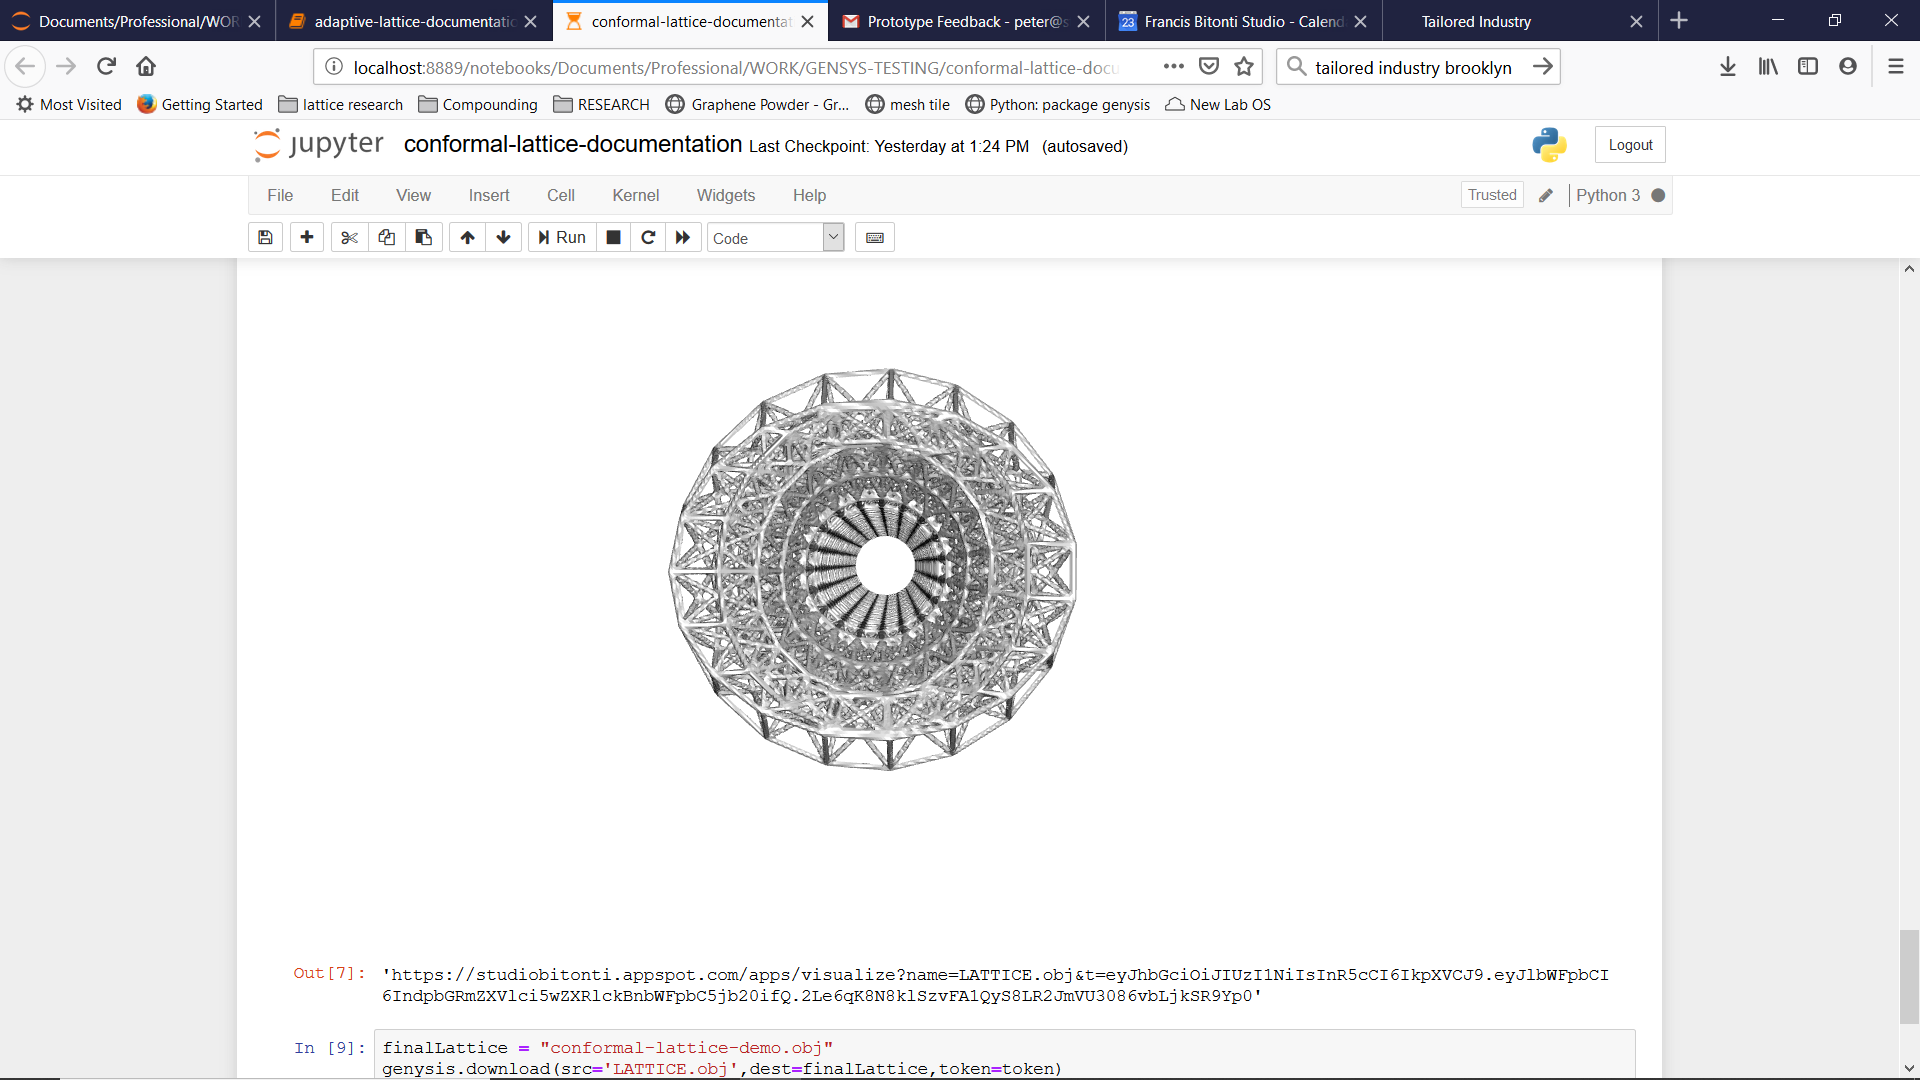 Documents/Professional/WOR
adaptive-lattice-documentatio
conformal-lattice-documentat
Prototype Feedback - peter@s
23
Francis Bitonti Studio - Calend
Tailored Industry
localhost:8889/notebooks/Documents/Professional/WORK/GENSYS-TESTING/conformal-lattice-docu
tailored industry brooklyn
Most Visited
Getting Started
lattice research
Compounding
RESEARCH
Graphene Powder - Gr...
mesh tile
Python: package genysis
New Lab OS
jupyter
conformal-lattice-documentation Last Checkpoint: Yesterday at 1:24 PM (autosaved)
Logout
File Edit View Insert Cell Kernel Widgets Help
Trusted
Python 3
Run
Code
Out[7]: 'https://studiobitonti.appspot.com/apps/visualize?name=LATTICE.obj&t=eyJhbGciOiJIUzI1NiIsInR5cCI6IkpXVCJ9.eyJlbWFpbCI
6IndpbGRmZXVlci5wZXRlckBnbWFpbC5jb20ifQ.2Le6qK8N8klSzvFA1QyS8LR2JmVU3086vbLjkSR9Yp0'
In [9]: finalLattice = "conformal-lattice-demo.obj"
genysis.download(src='LATTICE.obj',dest=finalLattice,token=token)